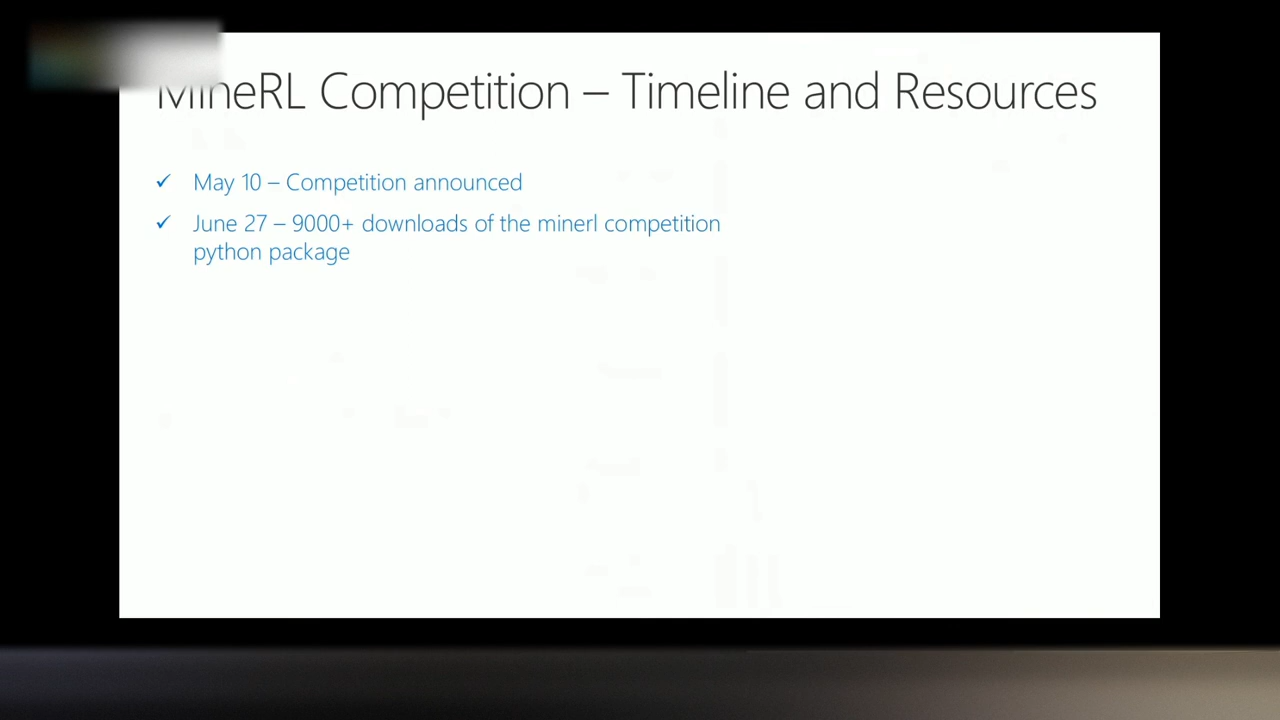 MineRL Competition – Timeline and Resources
✓ May 10 – Competition announced
✓ June 27 – 9000+ downloads of the minerl competition
python package